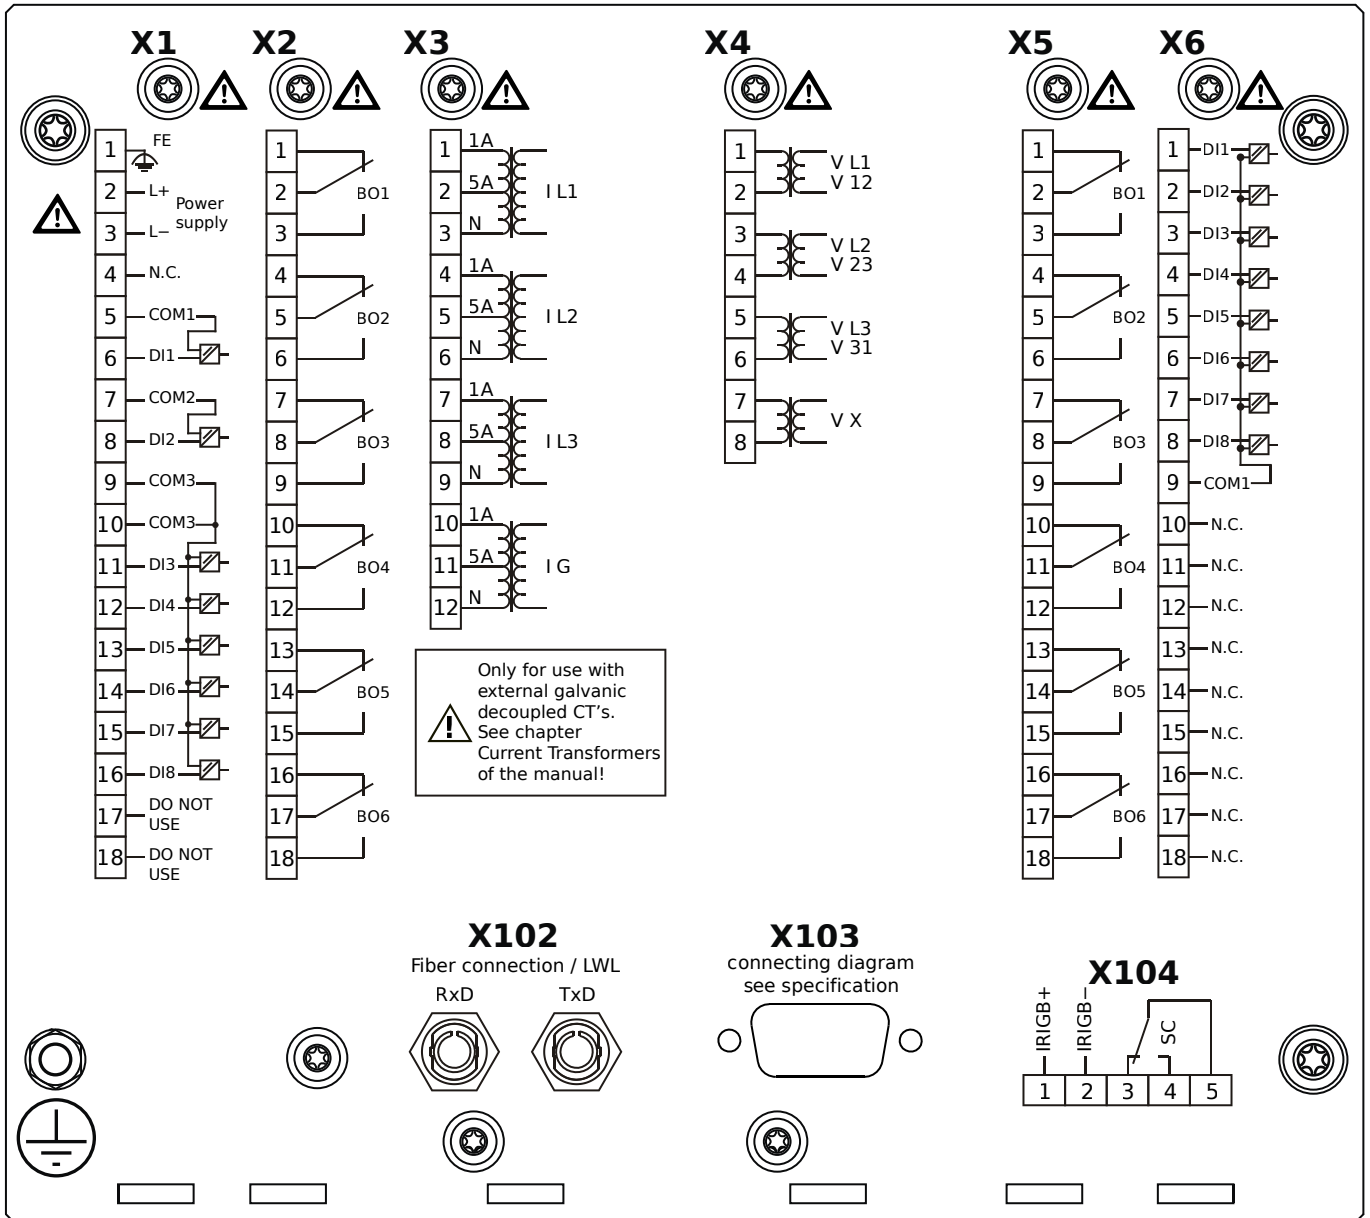 X1
X2
X3
X4
X5
X6
1 FE
2 L+
Power
supply
3 L−
4 N.C.
5 COM1
6 DI1
7 COM2
8 DI2
9 COM3
10 COM3
11 DI3
12 DI4
13 DI5
14 DI6
15 DI7
16 DI8
17 DO NOT
USE
18 DO NOT
USE
1
2 BO1
3
4
5 BO2
6
7
8 BO3
9
10
11 BO4
12
13
14 BO5
15
16
17 BO6
18
1 1A
2 5A I L1
3 N
4 1A
5 5A I L2
6 N
7 1A
8 5A I L3
9 N
10 1A
11 5A I G
12 N
Only for use with
external galvanic
decoupled CT's.
See chapter
Current Transformers
of the manual!
1 V L1
2 V 12
3 V L2
4 V 23
5 V L3
6 V 31
7 V X
8
1
2 BO1
3
4
5 BO2
6
7
8 BO3
9
10
11 BO4
12
13
14 BO5
15
16
17 BO6
18
1 DI1
2 DI2
3 DI3
4 DI4
5 DI5
6 DI6
7 DI7
8 DI8
9 COM1
10 N.C.
11 N.C.
12 N.C.
13 N.C.
14 N.C.
15 N.C.
16 N.C.
17 N.C.
18 N.C.
X102
Fiber connection / LWL
RxD TxD
X103
connecting diagram
see specification
X104
IRIGB+
IRIGB−
SC
1 2 3 4 5